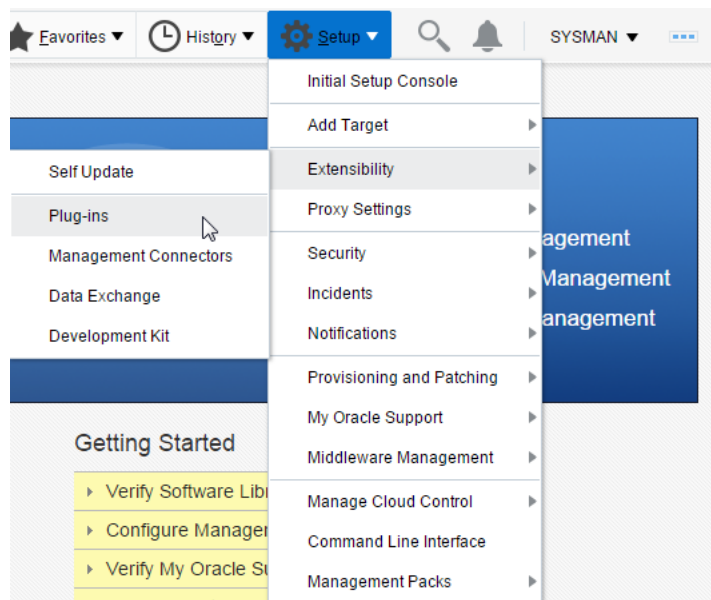 Favorites ▼
History ▼
Setup ▼
SYSMAN ▼
Initial Setup Console
Add Target
Extensibility
Proxy Settings
Security
Incidents
Notifications
Provisioning and Patching
My Oracle Support
Middleware Management
Manage Cloud Control
Command Line Interface
Management Packs
Self Update
Plug-ins
Management Connectors
Data Exchange
Development Kit
agement
Management
anagement
Getting Started
Verify Software Lib
Configure Manager
Verify My Oracle Su